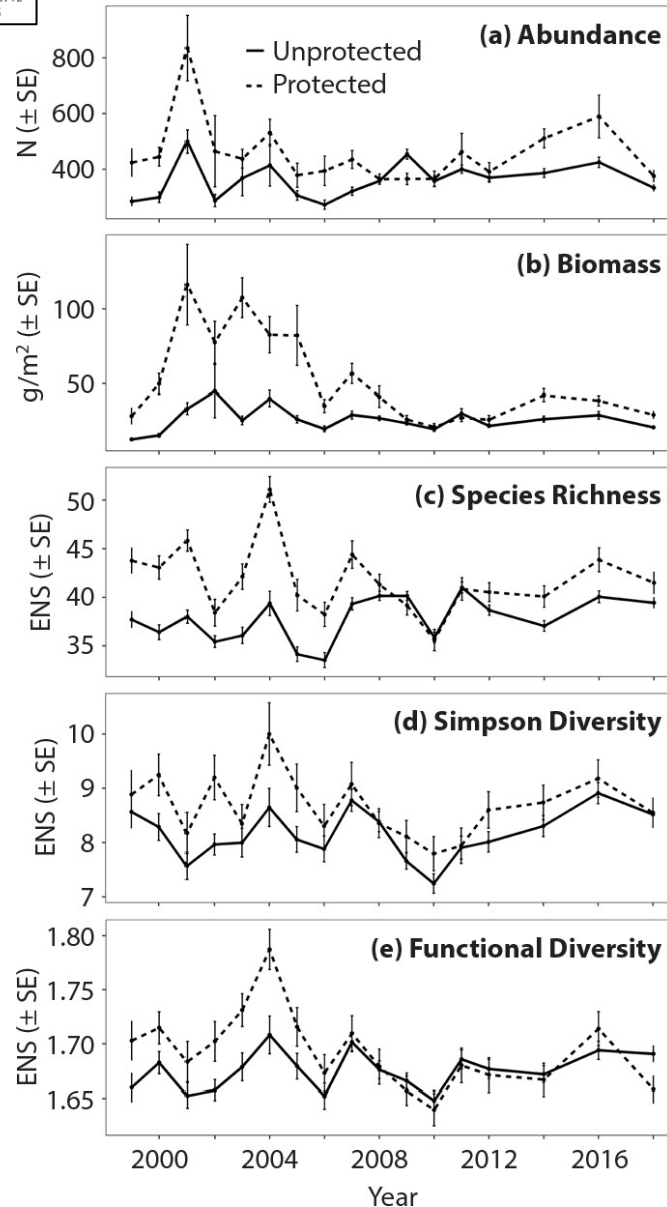 (a) Abundance
Unprotected
Protected
800
600
400
N (± SE)
(b) Biomass
100
50
g/m² (± SE)
(c) Species Richness
50
45
40
35
ENS (± SE)
(d) Simpson Diversity
10
9
8
7
ENS (± SE)
(e) Functional Diversity
1.80
1.75
1.70
1.65
ENS (± SE)
2000 2004 2008 2012 2016
Year